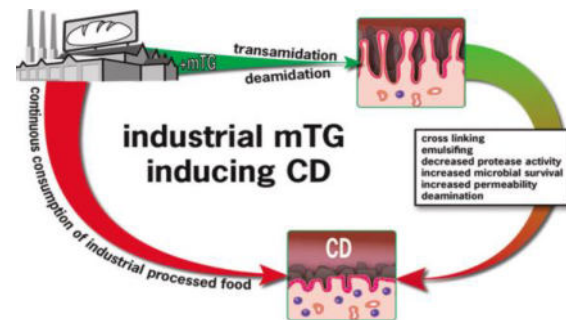 +mTG
transamidation
deamidation
continuous consumption of industrial processed food
industrial mTG
inducing CD
cross linking
emulsifing
decreased protease activity
increased microbial survival
increased permeability
deamination
CD